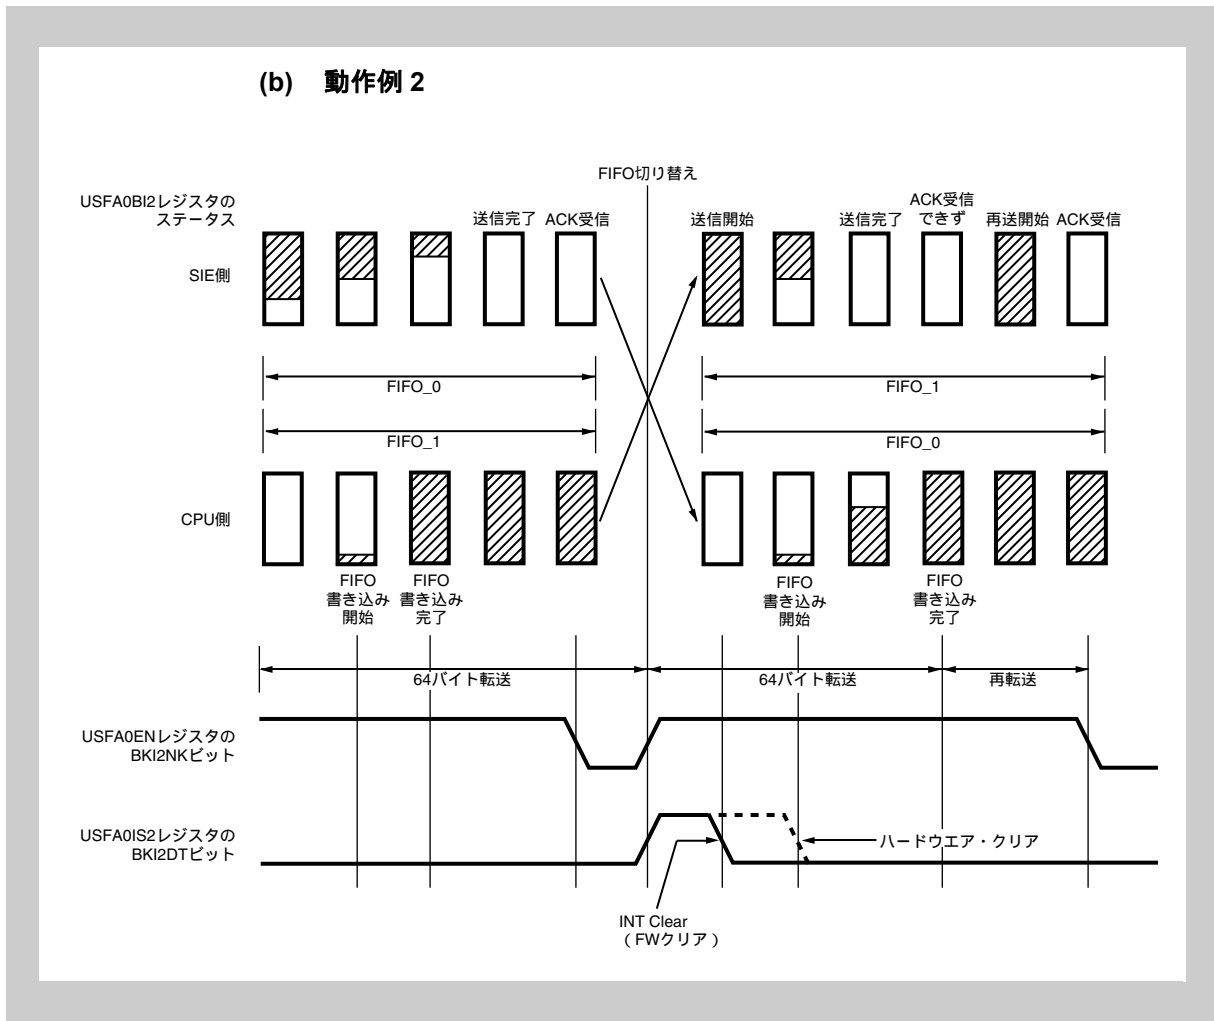 (b) 動作例 2
FIFO切り替え
USFA0BI2レジスタの
ステータス
送信完了 ACK受信
送信開始
送信完了
ACK受信
できず
再送開始 ACK受信
SIE側
FIFO_0
FIFO_1
FIFO_1
FIFO_0
CPU側
FIFO
書き込み
開始
FIFO
書き込み
完了
FIFO
書き込み
開始
FIFO
書き込み
完了
64バイト転送
64バイト転送
再転送
USFA0ENレジスタの
BKI2NKビット
USFA0IS2レジスタの
BKI2DTビット
ハードウエア・クリア
INT Clear
(FWクリア)